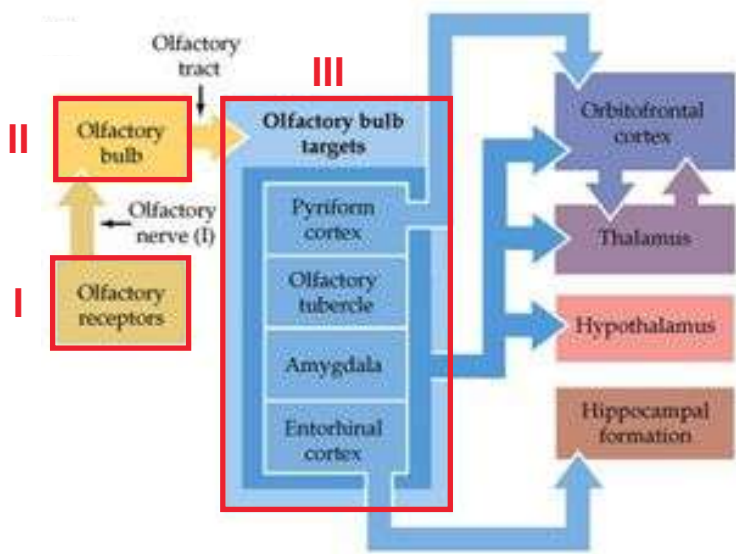 Olfactory
tract
III
II
Olfactory
bulb
Olfactory bulb
targets
Orbitofrontal
cortex
Olfactory
nerve (I)
Pyriform
cortex
Thalamus
I
Olfactory
receptors
Olfactory
tubercle
Hypothalamus
Amygdala
Entorhinal
cortex
Hippocampal
formation